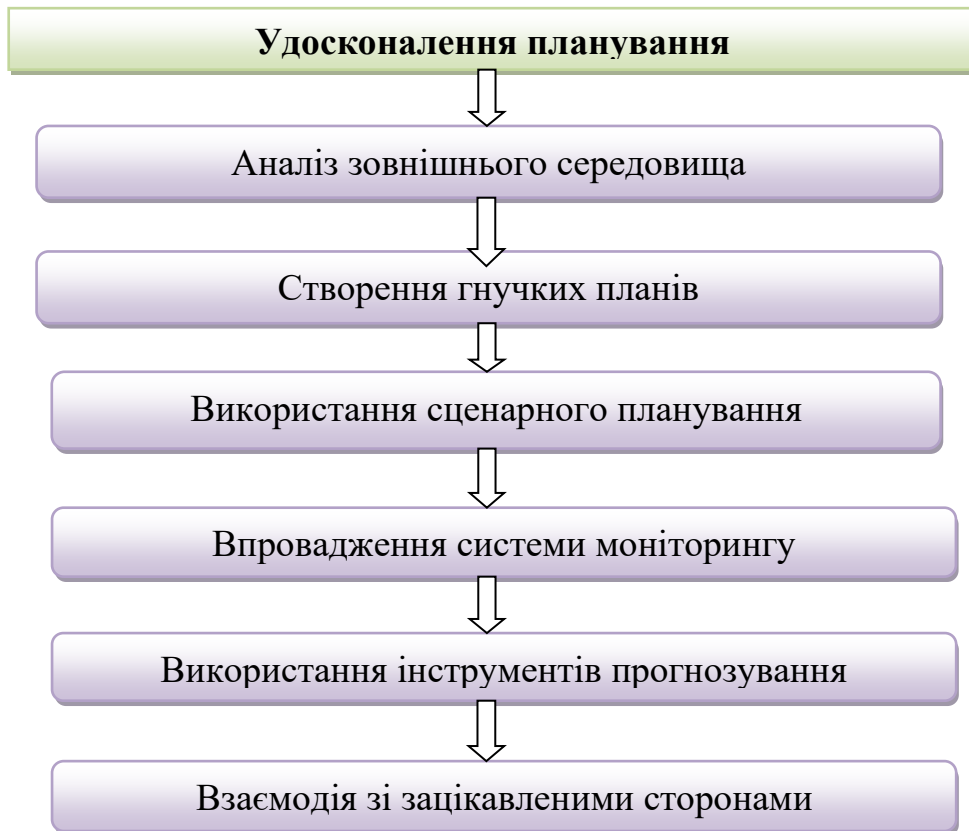 Удосконалення планування
Аналіз зовнішнього середовища
Створення гнучких планів
Використання сценарного планування
Впровадження системи моніторингу
Використання інструментів прогнозування
Взаємодія зі зацікавленими сторонами